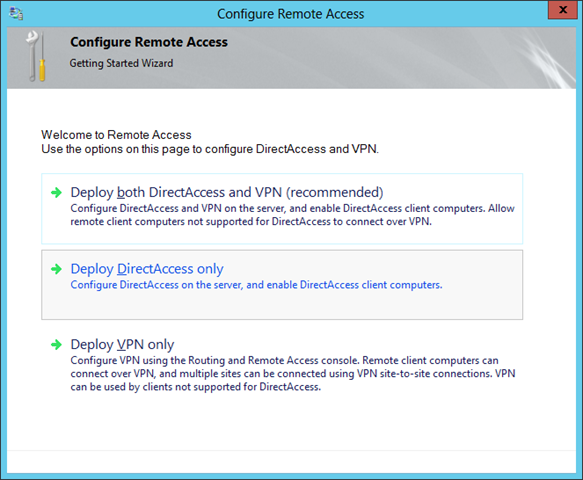 Configure Remote Access
x
Configure Remote Access
Getting Started Wizard
Welcome to Remote Access
Use the options on this page to configure DirectAccess and VPN.
Deploy both DirectAccess and VPN (recommended)
Configure DirectAccess and VPN on the server, and enable DirectAccess client computers. Allow
remote client computers not supported for DirectAccess to connect over VPN.
Deploy DirectAccess only
Configure DirectAccess on the server, and enable DirectAccess client computers.
Deploy VPN only
Configure VPN using the Routing and Remote Access console. Remote client computers can
connect over VPN, and multiple sites can be connected using VPN site-to-site connections. VPN
can be used by clients not supported for DirectAccess.